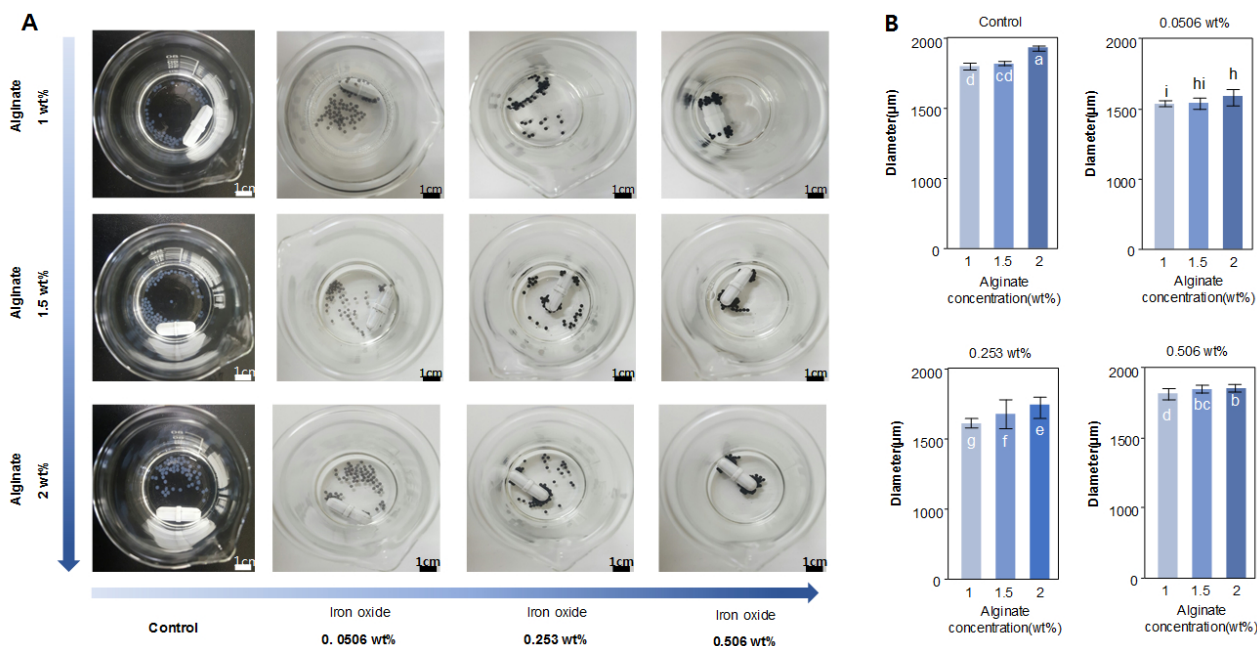 A
Alginate
1 wt%
1cm
1cm
1cm
1cm
Alginate
1.5 wt%
1cm
1cm
1cm
1cm
Alginate
2 wt%
1cm
1cm
1cm
1cm
Control
Iron oxide
0. 0506 wt%
Iron oxide
0.253 wt%
Iron oxide
0.506 wt%
B
Control
Diameter(μm)
2000
1500
1000
0
d
cd
a
1
1.5
2
Alginate
concentration(wt%)
0.0506 wt%
Diameter(μm)
2000
1500
1000
0
i
hi
h
1
1.5
2
Alginate
concentration(wt%)
0.253 wt%
Diameter(μm)
2000
1500
1000
0
g
f
e
1
1.5
2
Alginate
concentration(wt%)
0.506 wt%
Diameter(μm)
2000
1500
1000
0
d
bc
b
1
1.5
2
Alginate
concentration(wt%)